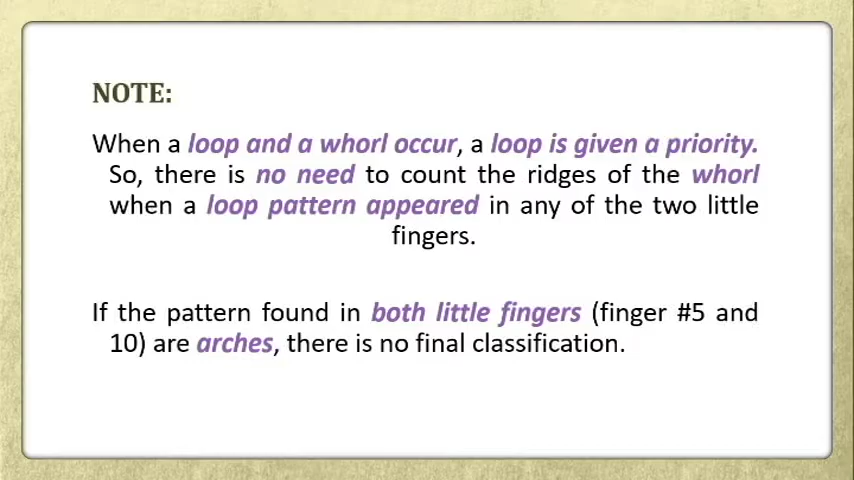 NOTE:
When a loop and a whorl occur, a loop is given a priority.
So, there is no need to count the ridges of the whorl
when a loop pattern appeared in any of the two little
fingers.
If the pattern found in both little fingers (finger #5 and
10) are arches, there is no final classification.